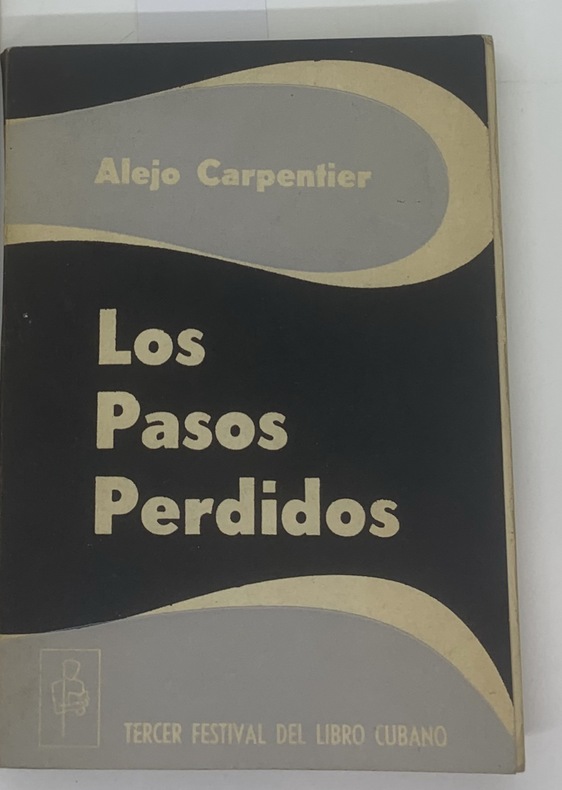 Alejo Carpentier
Los
Pasos
Perdidos
TERCER FESTIVAL DEL LIBRO CUBANO